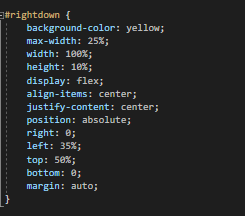 #rightdown {
background-color: yellow;
max-width: 25%;
width: 100%;
height: 10%;
display: flex;
align-items: center;
justify-content: center;
position: absolute;
right: 0;
left: 35%;
top: 50%;
bottom: 0;
margin: auto;
}